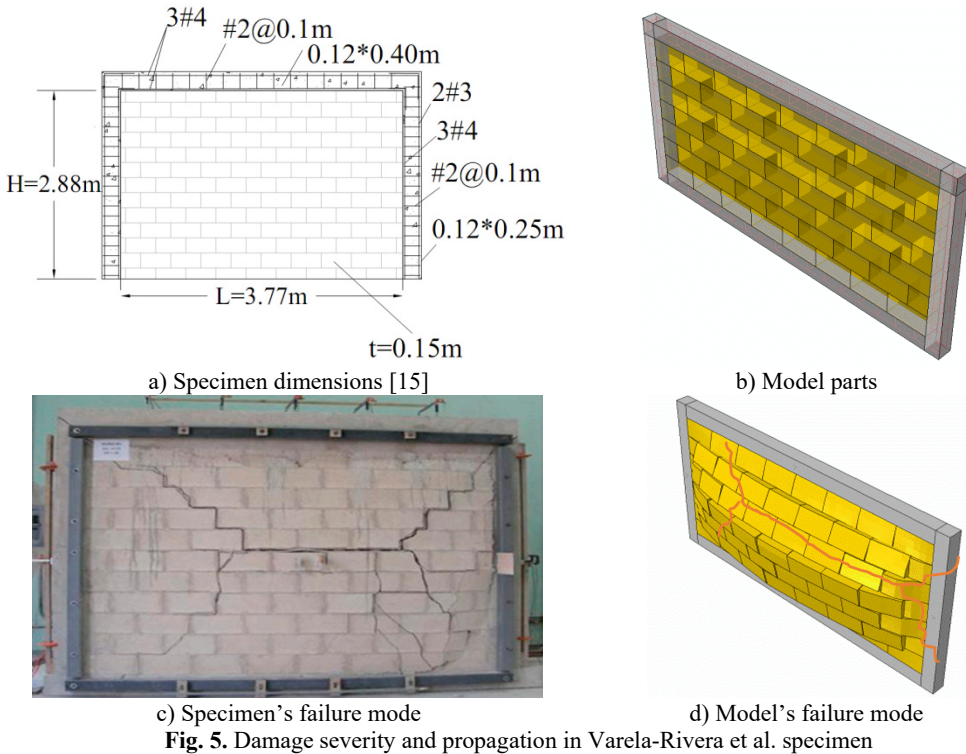 3#4
#2@0.1m
0.12*0.40m
2#3
3#4
H=2.88m
#2@0.1m
0.12*0.25m
L=3.77m
t=0.15m
a) Specimen dimensions [15]
b) Model parts
c) Specimen’s failure mode
d) Model’s failure mode
Fig. 5. Damage severity and propagation in Varela-Rivera et al. specimen